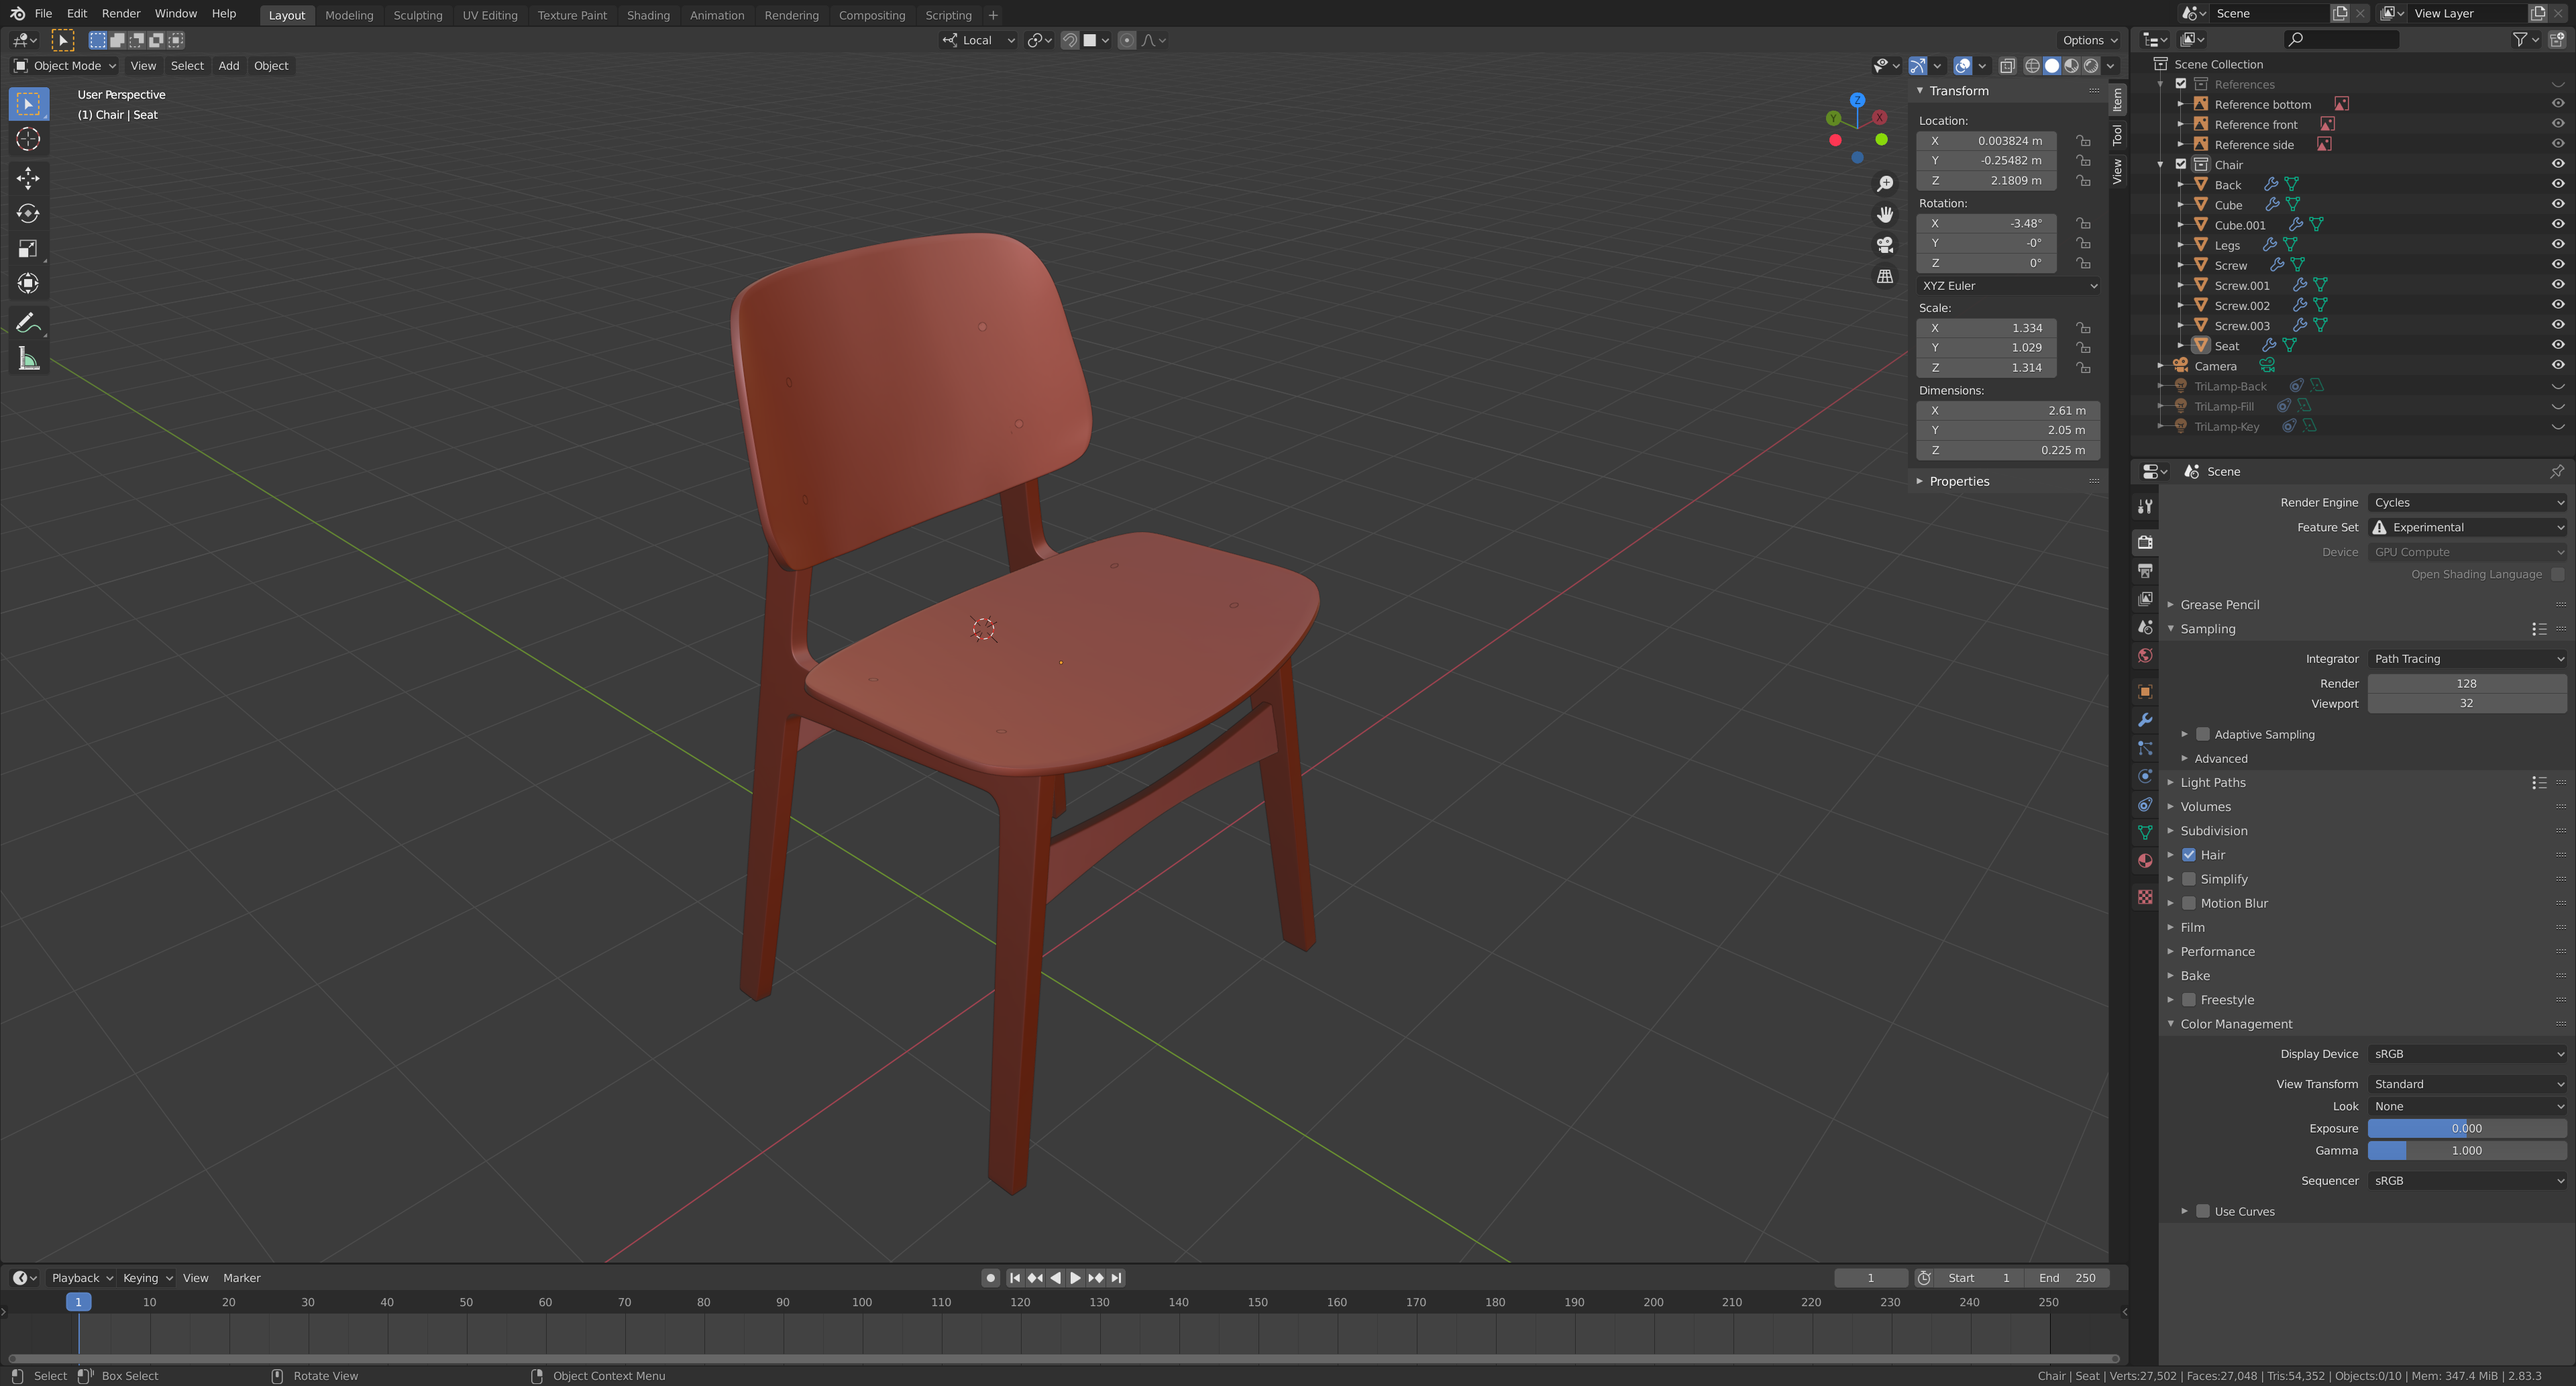 File Edit Render Window Help Layout Modeling Sculpting UV Editing Texture Paint Shading Animation Rendering Compositing Scripting + Scene View Layer
Local Options
Object Mode View Select Add Object
User Perspective
(1) Chair | Seat
Z
Y
X
Transform
Location:
X 0.003824 m
Y -0.25482 m
Z 2.1809 m
Rotation:
X -3.48°
Y -0°
Z 0°
XYZ Euler
Scale:
X 1.334
Y 1.029
Z 1.314
Dimensions:
X 2.61 m
Y 2.05 m
Z 0.225 m
Properties
Item
Tool
View
Scene Collection
References
Reference bottom
Reference front
Reference side
Chair
Back
Cube
Cube.001
Legs
Screw
Screw.001
Screw.002
Screw.003
Seat
Camera
TriLamp-Back
TriLamp-Fill
TriLamp-Key
Scene
Render Engine Cycles
Feature Set Experimental
Device GPU Compute
Open Shading Language
Grease Pencil
Sampling
Integrator Path Tracing
Render 128
Viewport 32
Adaptive Sampling
Advanced
Light Paths
Volumes
Subdivision
Hair
Simplify
Motion Blur
Film
Performance
Bake
Freestyle
Color Management
Display Device sRGB
View Transform Standard
Look None
Exposure 0.000
Gamma 1.000
Sequencer sRGB
Use Curves
Playback Keying View Marker 1 Start 1 End 250
1 10 20 30 40 50 60 70 80 90 100 110 120 130 140 150 160 170 180 190 200 210 220 230 240 250
Select Box Select Rotate View Object Context Menu Chair | Seat | Verts:27,502 | Faces:27,048 | Tris:54,352 | Objects:0/10 | Mem: 347.4 MiB | 2.83.3